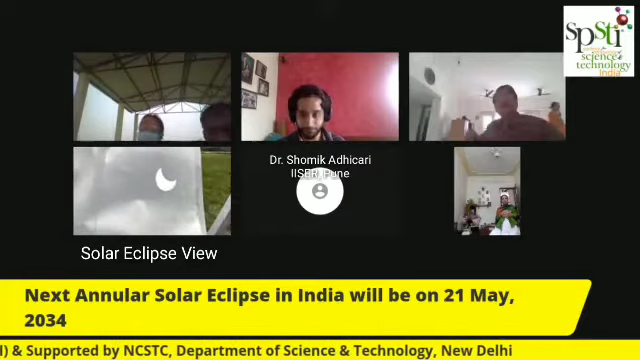 spsti
science &
technology
India
Dr. Shomik Adhicari
IISER, Pune
Solar Eclipse View
Next Annular Solar Eclipse in India will be on 21 May,
2034
) & Supported by NCSTC, Department of Science & Technology, New Delhi